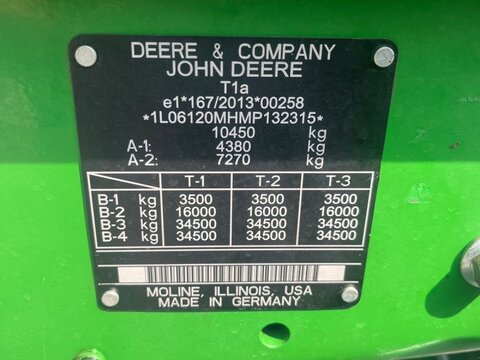 DEERE & COMPANY
JOHN DEERE
T1a
e1*167/2013*00258
*1L06120MHMP132315*
10450 kg
A-1: 4380 kg
A-2: 7270 kg
T-1 T-2 T-3
B-1 kg 3500 3500 3500
B-2 kg 16000 16000 16000
B-3 kg 34500 34500 34500
B-4 kg 34500 34500 34500
MOLINE, ILLINOIS, USA
MADE IN GERMANY